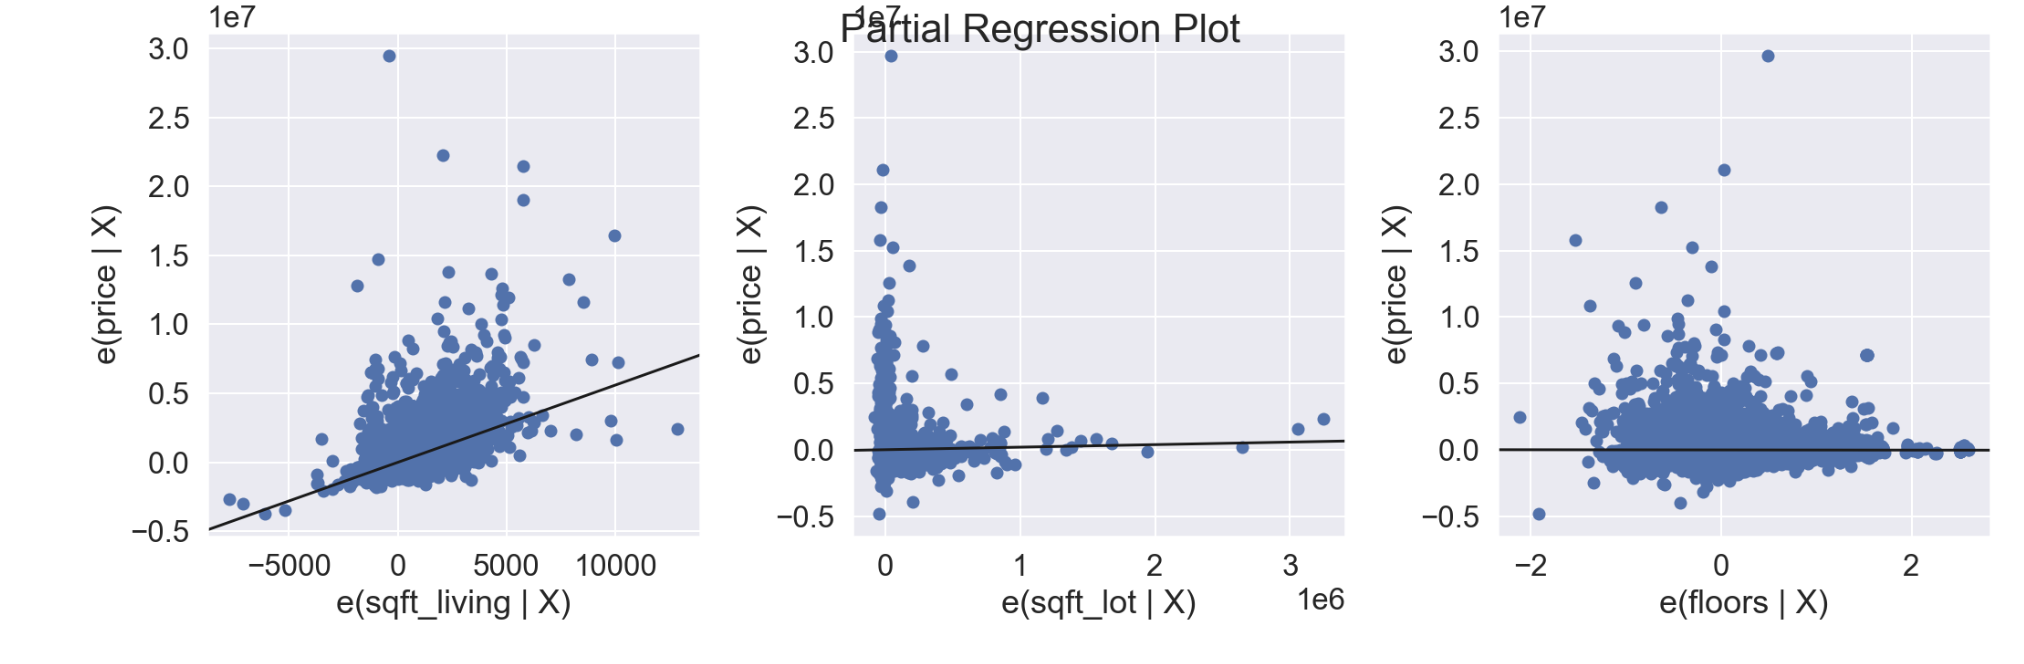 Partial Regression Plot
1e7
3.0
2.5
2.0
1.5
1.0
0.5
0.0
−0.5
e(price | X)
−5000 0 5000 10000
e(sqft_living | X)
1e7
3.0
2.5
2.0
1.5
1.0
0.5
0.0
−0.5
e(price | X)
0 1 2 3
1e6
e(sqft_lot | X)
1e7
3.0
2.5
2.0
1.5
1.0
0.5
0.0
−0.5
e(price | X)
−2 0 2
e(floors | X)